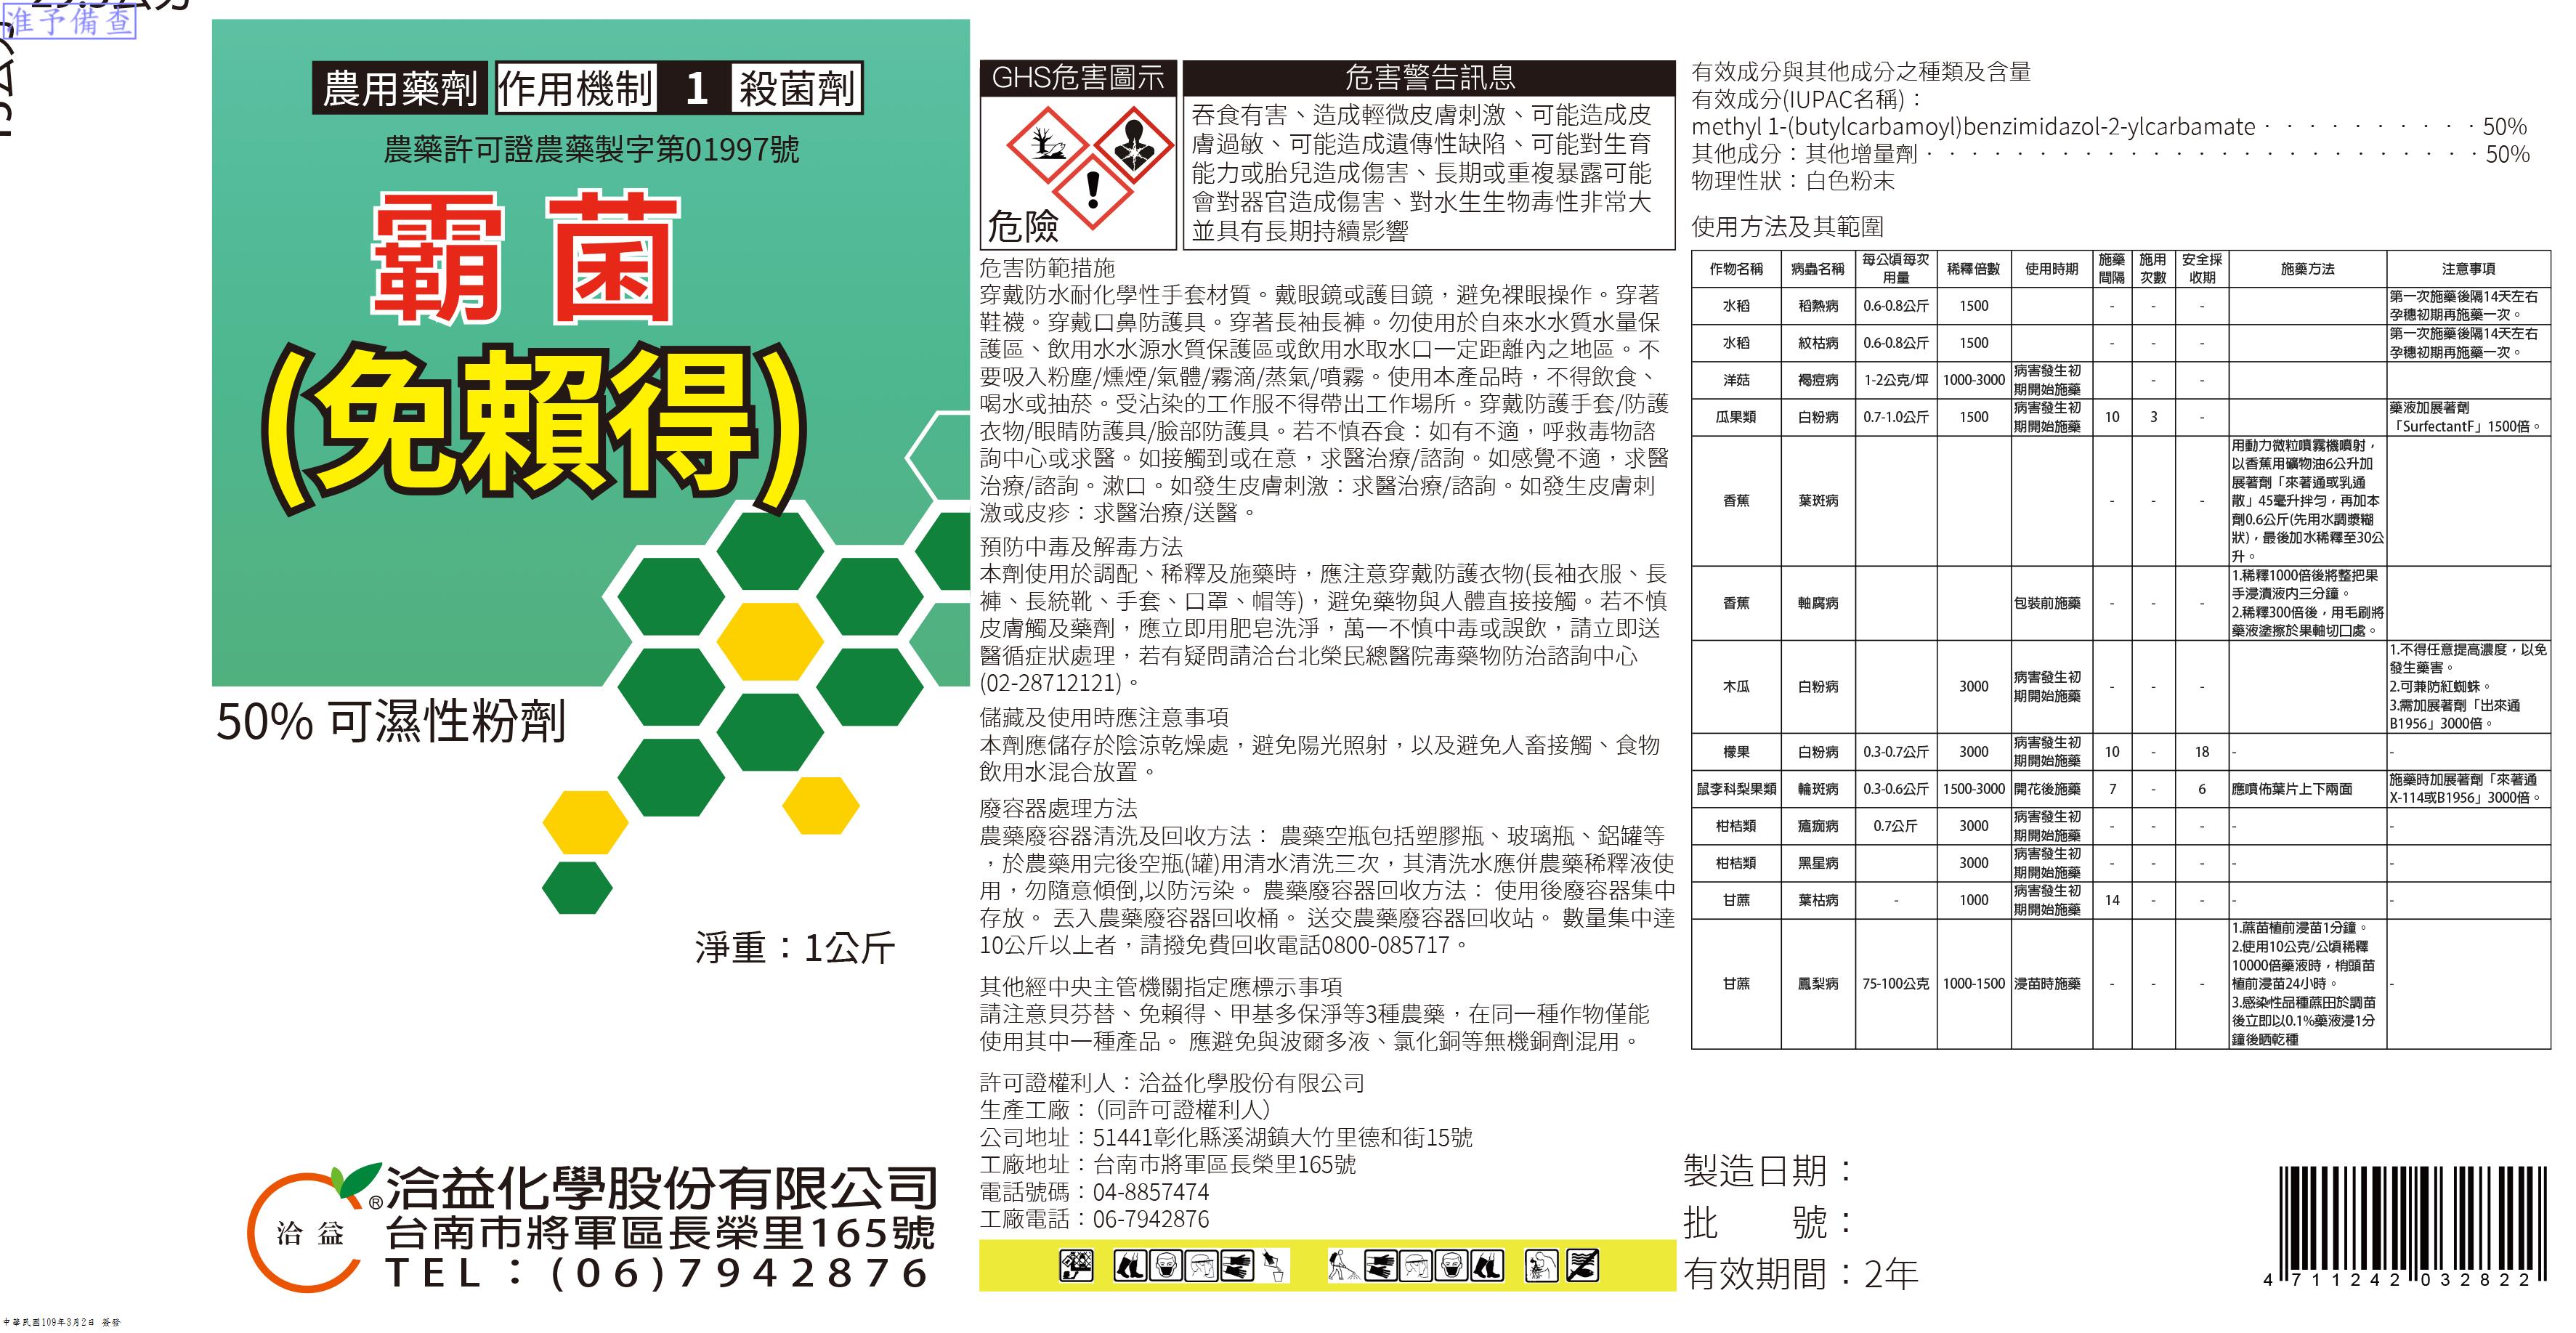 准予備查
農用藥劑 作用機制 1 殺菌劑
農藥許可證農藥製字第01997號
霸菌
(免賴得)
50% 可濕性粉劑
淨重：1公斤
洽益
®洽益化學股份有限公司
台南市將軍區長榮里165號
TEL：(06)7942876
中華民國109年3月2日 簽發
GHS危害圖示
危險
危害警告訊息
吞食有害、造成輕微皮膚刺激、可能造成皮
膚過敏、可能造成遺傳性缺陷、可能對生育
能力或胎兒造成傷害、長期或重複暴露可能
會對器官造成傷害、對水生生物毒性非常大
並具有長期持續影響
危害防範措施
穿戴防水耐化學性手套材質。戴眼鏡或護目鏡，避免裸眼操作。穿著
鞋襪。穿戴口鼻防護具。穿著長袖長褲。勿使用於自來水水質水量保
護區、飲用水水源水質保護區或飲用水取水口一定距離內之地區。不
要吸入粉塵/燻煙/氣體/霧滴/蒸氣/噴霧。使用本產品時，不得飲食、
喝水或抽菸。受沾染的工作服不得帶出工作場所。穿戴防護手套/防護
衣物/眼睛防護具/臉部防護具。若不慎吞食：如有不適，呼救毒物諮
詢中心或求醫。如接觸到或在意，求醫治療/諮詢。如感覺不適，求醫
治療/諮詢。漱口。如發生皮膚刺激：求醫治療/諮詢。如發生皮膚刺
激或皮疹：求醫治療/送醫。
預防中毒及解毒方法
本劑使用於調配、稀釋及施藥時，應注意穿戴防護衣物(長袖衣服、長
褲、長統靴、手套、口罩、帽等)，避免藥物與人體直接接觸。若不慎
皮膚觸及藥劑，應立即用肥皂洗淨，萬一不慎中毒或誤飲，請立即送
醫循症狀處理，若有疑問請洽台北榮民總醫院毒藥物防治諮詢中心
(02-28712121)。
儲藏及使用時應注意事項
本劑應儲存於陰涼乾燥處，避免陽光照射，以及避免人畜接觸、食物
飲用水混合放置。
廢容器處理方法
農藥廢容器清洗及回收方法： 農藥空瓶包括塑膠瓶、玻璃瓶、鋁罐等
，於農藥用完後空瓶(罐)用清水清洗三次，其清洗水應併農藥稀釋液使
用，勿隨意傾倒,以防污染。 農藥廢容器回收方法： 使用後廢容器集中
存放。 丟入農藥廢容器回收桶。 送交農藥廢容器回收站。 數量集中達
10公斤以上者，請撥免費回收電話0800-085717。
其他經中央主管機關指定應標示事項
請注意貝芬替、免賴得、甲基多保淨等3種農藥，在同一種作物僅能
使用其中一種產品。 應避免與波爾多液、氯化銅等無機銅劑混用。
許可證權利人：洽益化學股份有限公司
生產工廠：（同許可證權利人）
公司地址：51441彰化縣溪湖鎮大竹里德和街15號
工廠地址：台南市將軍區長榮里165號
電話號碼：04-8857474
工廠電話：06-7942876
有效成分與其他成分之種類及含量
有效成分(IUPAC名稱)：
methyl 1-(butylcarbamoyl)benzimidazol-2-ylcarbamate · · · · · · · · · · 50%
其他成分：其他增量劑 · · · · · · · · · · · · · · · · · · · · · · · · · 50%
物理性狀：白色粉末
使用方法及其範圍
作物名稱 病蟲名稱 每公頃每次用量 稀釋倍數 使用時期 施藥間隔 施用次數 安全採收期 施藥方法 注意事項
水稻 稻熱病 0.6-0.8公斤 1500 - - - 第一次施藥後隔14天左右孕穗初期再施藥一次。
水稻 紋枯病 0.6-0.8公斤 1500 - - - 第一次施藥後隔14天左右孕穗初期再施藥一次。
洋菇 褐痘病 1-2公克/坪 1000-3000 病害發生初期開始施藥 - -
瓜果類 白粉病 0.7-1.0公斤 1500 病害發生初期開始施藥 10 3 - 藥液加展著劑「SurfectantF」1500倍。
香蕉 葉斑病 - - - 用動力微粒噴霧機噴射，以香蕉用礦物油6公升加展著劑「來著通或乳通散」45毫升拌勻，再加本劑0.6公斤(先用水調漿糊狀)，最後加水稀釋至30公升。
香蕉 軸腐病 包裝前施藥 - - - 1.稀釋1000倍後將整把果手浸漬液內三分鐘。
2.稀釋300倍後，用毛刷將藥液塗擦於果軸切口處。
木瓜 白粉病 3000 病害發生初期開始施藥 - - - 1.不得任意提高濃度，以免發生藥害。
2.可兼防紅蜘蛛。
3.需加展著劑「出來通B1956」3000倍。
檬果 白粉病 0.3-0.7公斤 3000 病害發生初期開始施藥 10 - 18 - -
鼠李科梨果類 輪斑病 0.3-0.6公斤 1500-3000 開花後施藥 7 - 6 應噴佈葉片上下兩面 施藥時加展著劑「來著通X-114或B1956」3000倍。
柑桔類 瘡痂病 0.7公斤 3000 病害發生初期開始施藥 - - - - -
柑桔類 黑星病 3000 病害發生初期開始施藥 - - - - -
甘蔗 葉枯病 - 1000 病害發生初期開始施藥 14 - - - -
甘蔗 鳳梨病 75-100公克 1000-1500 浸苗時施藥 - - - 1.蔗苗植前浸苗1分鐘。
2.使用10公克/公頃稀釋10000倍藥液時，梢頭苗植前浸苗24小時。
3.感染性品種蔗田於調苗後立即以0.1%藥液浸1分鐘後晒乾種 -
製造日期：
批　　號：
有效期間：2年
4 711242 032822